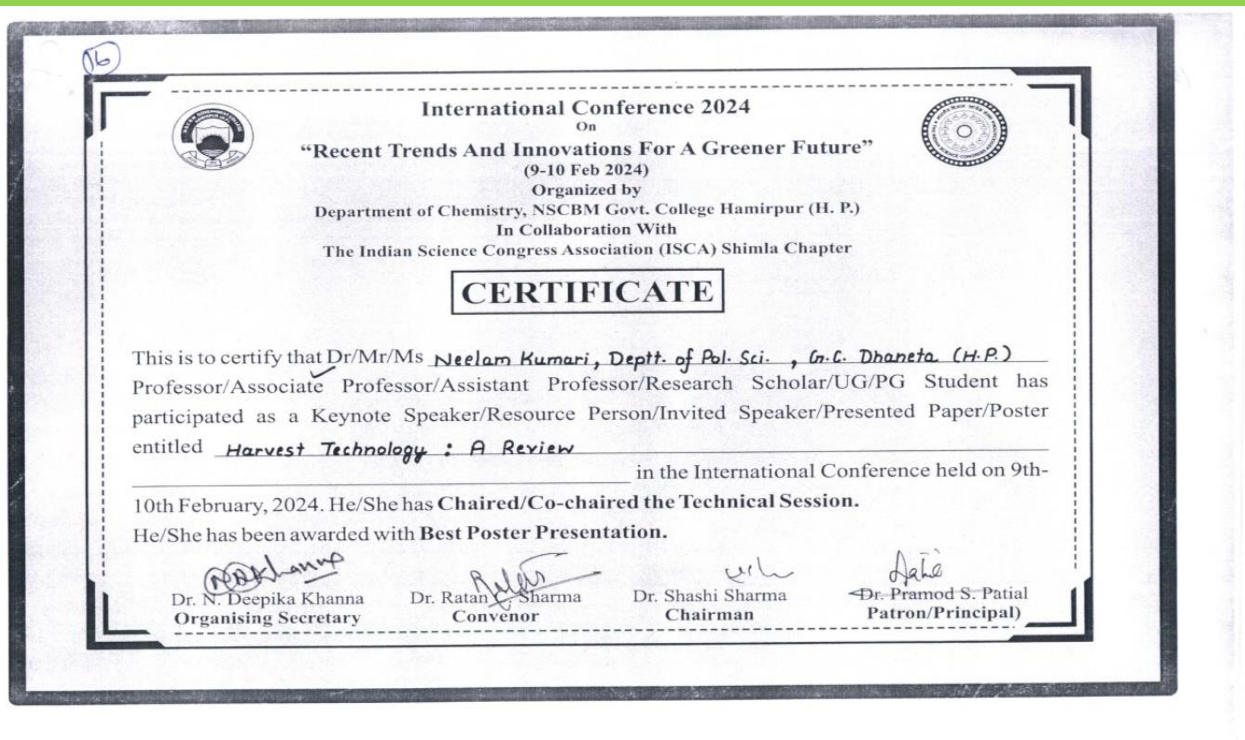 16
International Conference 2024
On
“Recent Trends And Innovations For A Greener Future”
(9-10 Feb 2024)
Organized by
Department of Chemistry, NSCBM Govt. College Hamirpur (H. P.)
In Collaboration With
The Indian Science Congress Association (ISCA) Shimla Chapter
CERTIFICATE
This is to certify that Dr/Mr/Ms Neelam Kumari, Deptt. of Pol. Sci. , G.C. Dhaneta (H.P.)
Professor/Associate Professor/Assistant Professor/Research Scholar/UG/PG Student has
participated as a Keynote Speaker/Resource Person/Invited Speaker/Presented Paper/Poster
entitled Harvest Technology : A Review
in the International Conference held on 9th-
10th February, 2024. He/She has Chaired/Co-chaired the Technical Session.
He/She has been awarded with Best Poster Presentation.
Dr. N. Deepika Khanna Dr. Ratan Sharma Dr. Shashi Sharma Dr. Pramod S. Patial
Organising Secretary Convenor Chairman Patron/Principal)